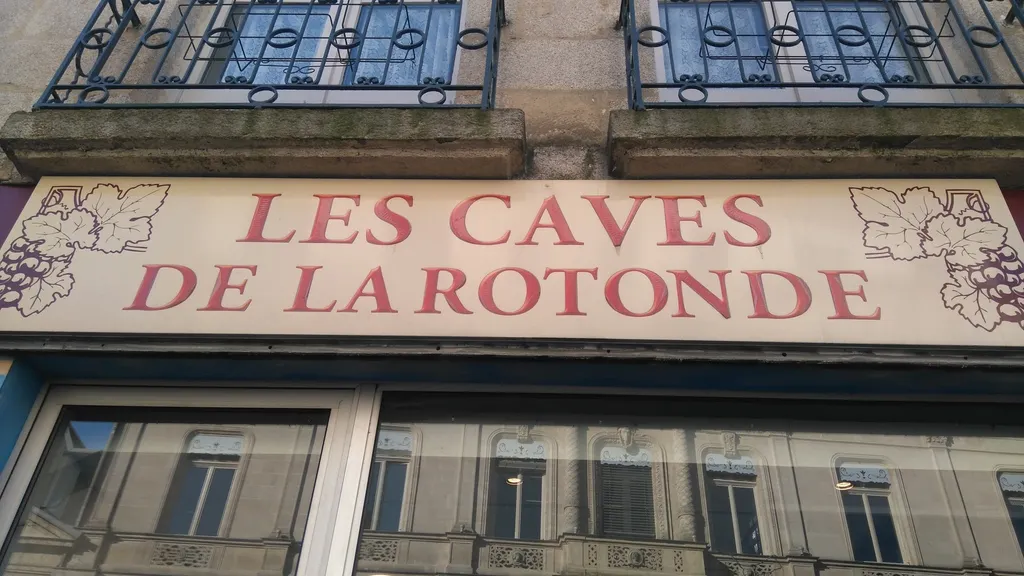 LES CAVES
DE LA ROTONDE